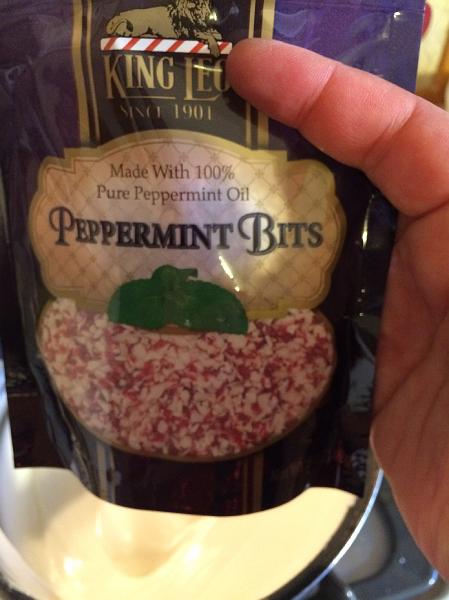 KING LEO
SINCE 1901
Made With 100%
Pure Peppermint Oil
PEPPERMINT BITS